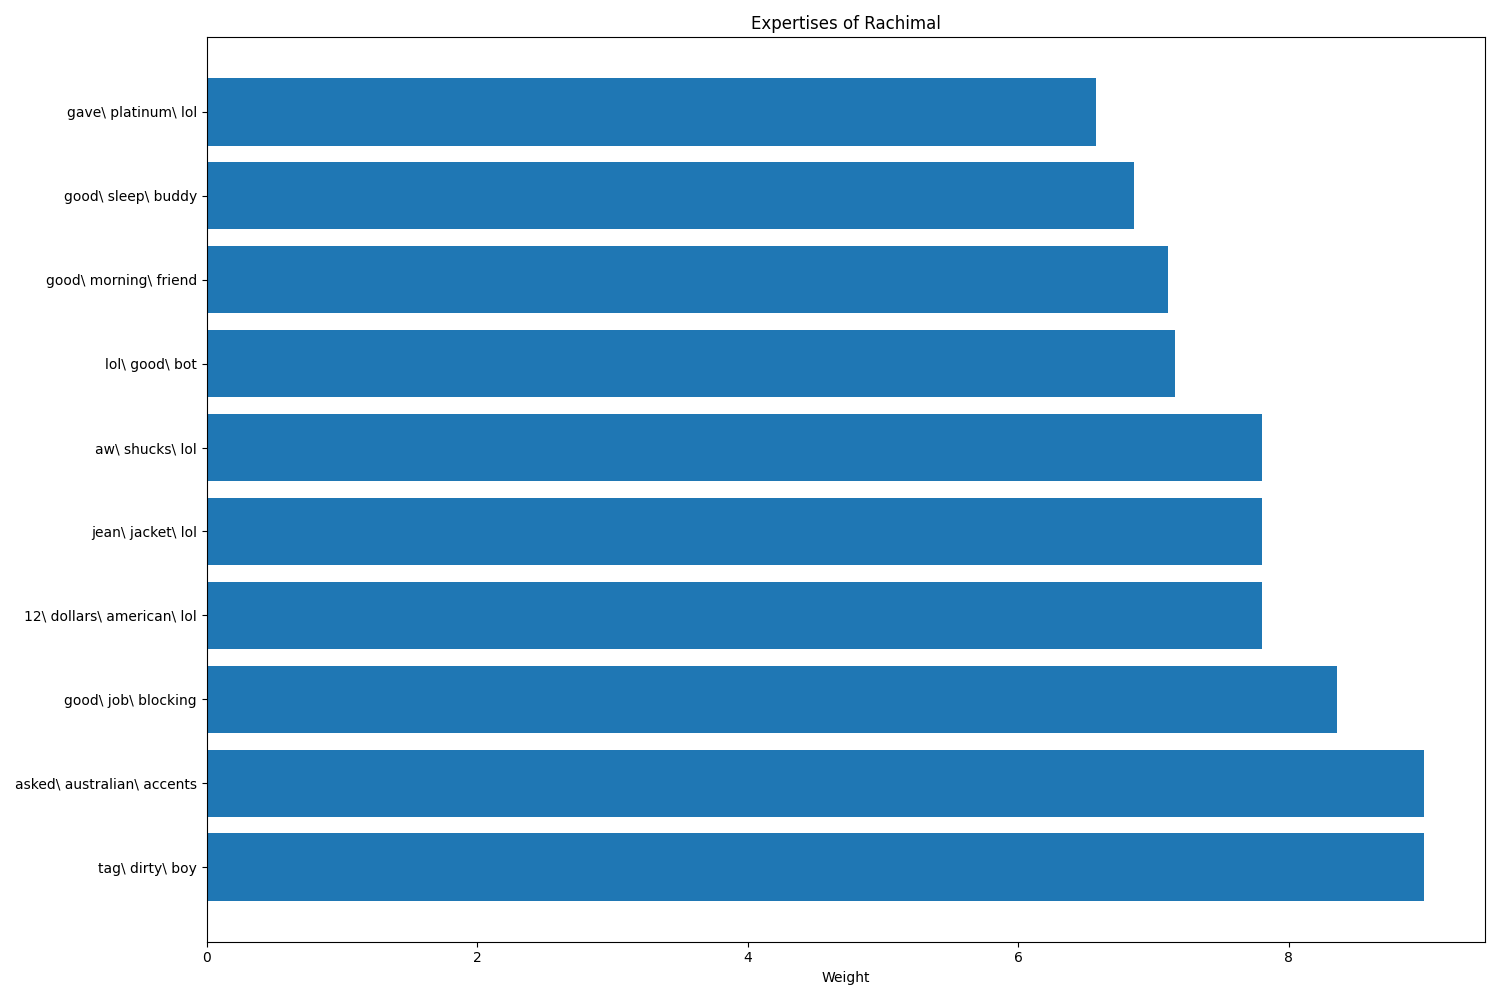 Expertises of Rachimal
gave\ platinum\ lol
good\ sleep\ buddy
good\ morning\ friend
lol\ good\ bot
aw\ shucks\ lol
jean\ jacket\ lol
12\ dollars\ american\ lol
good\ job\ blocking
asked\ australian\ accents
tag\ dirty\ boy
0 2 4 6 8
Weight